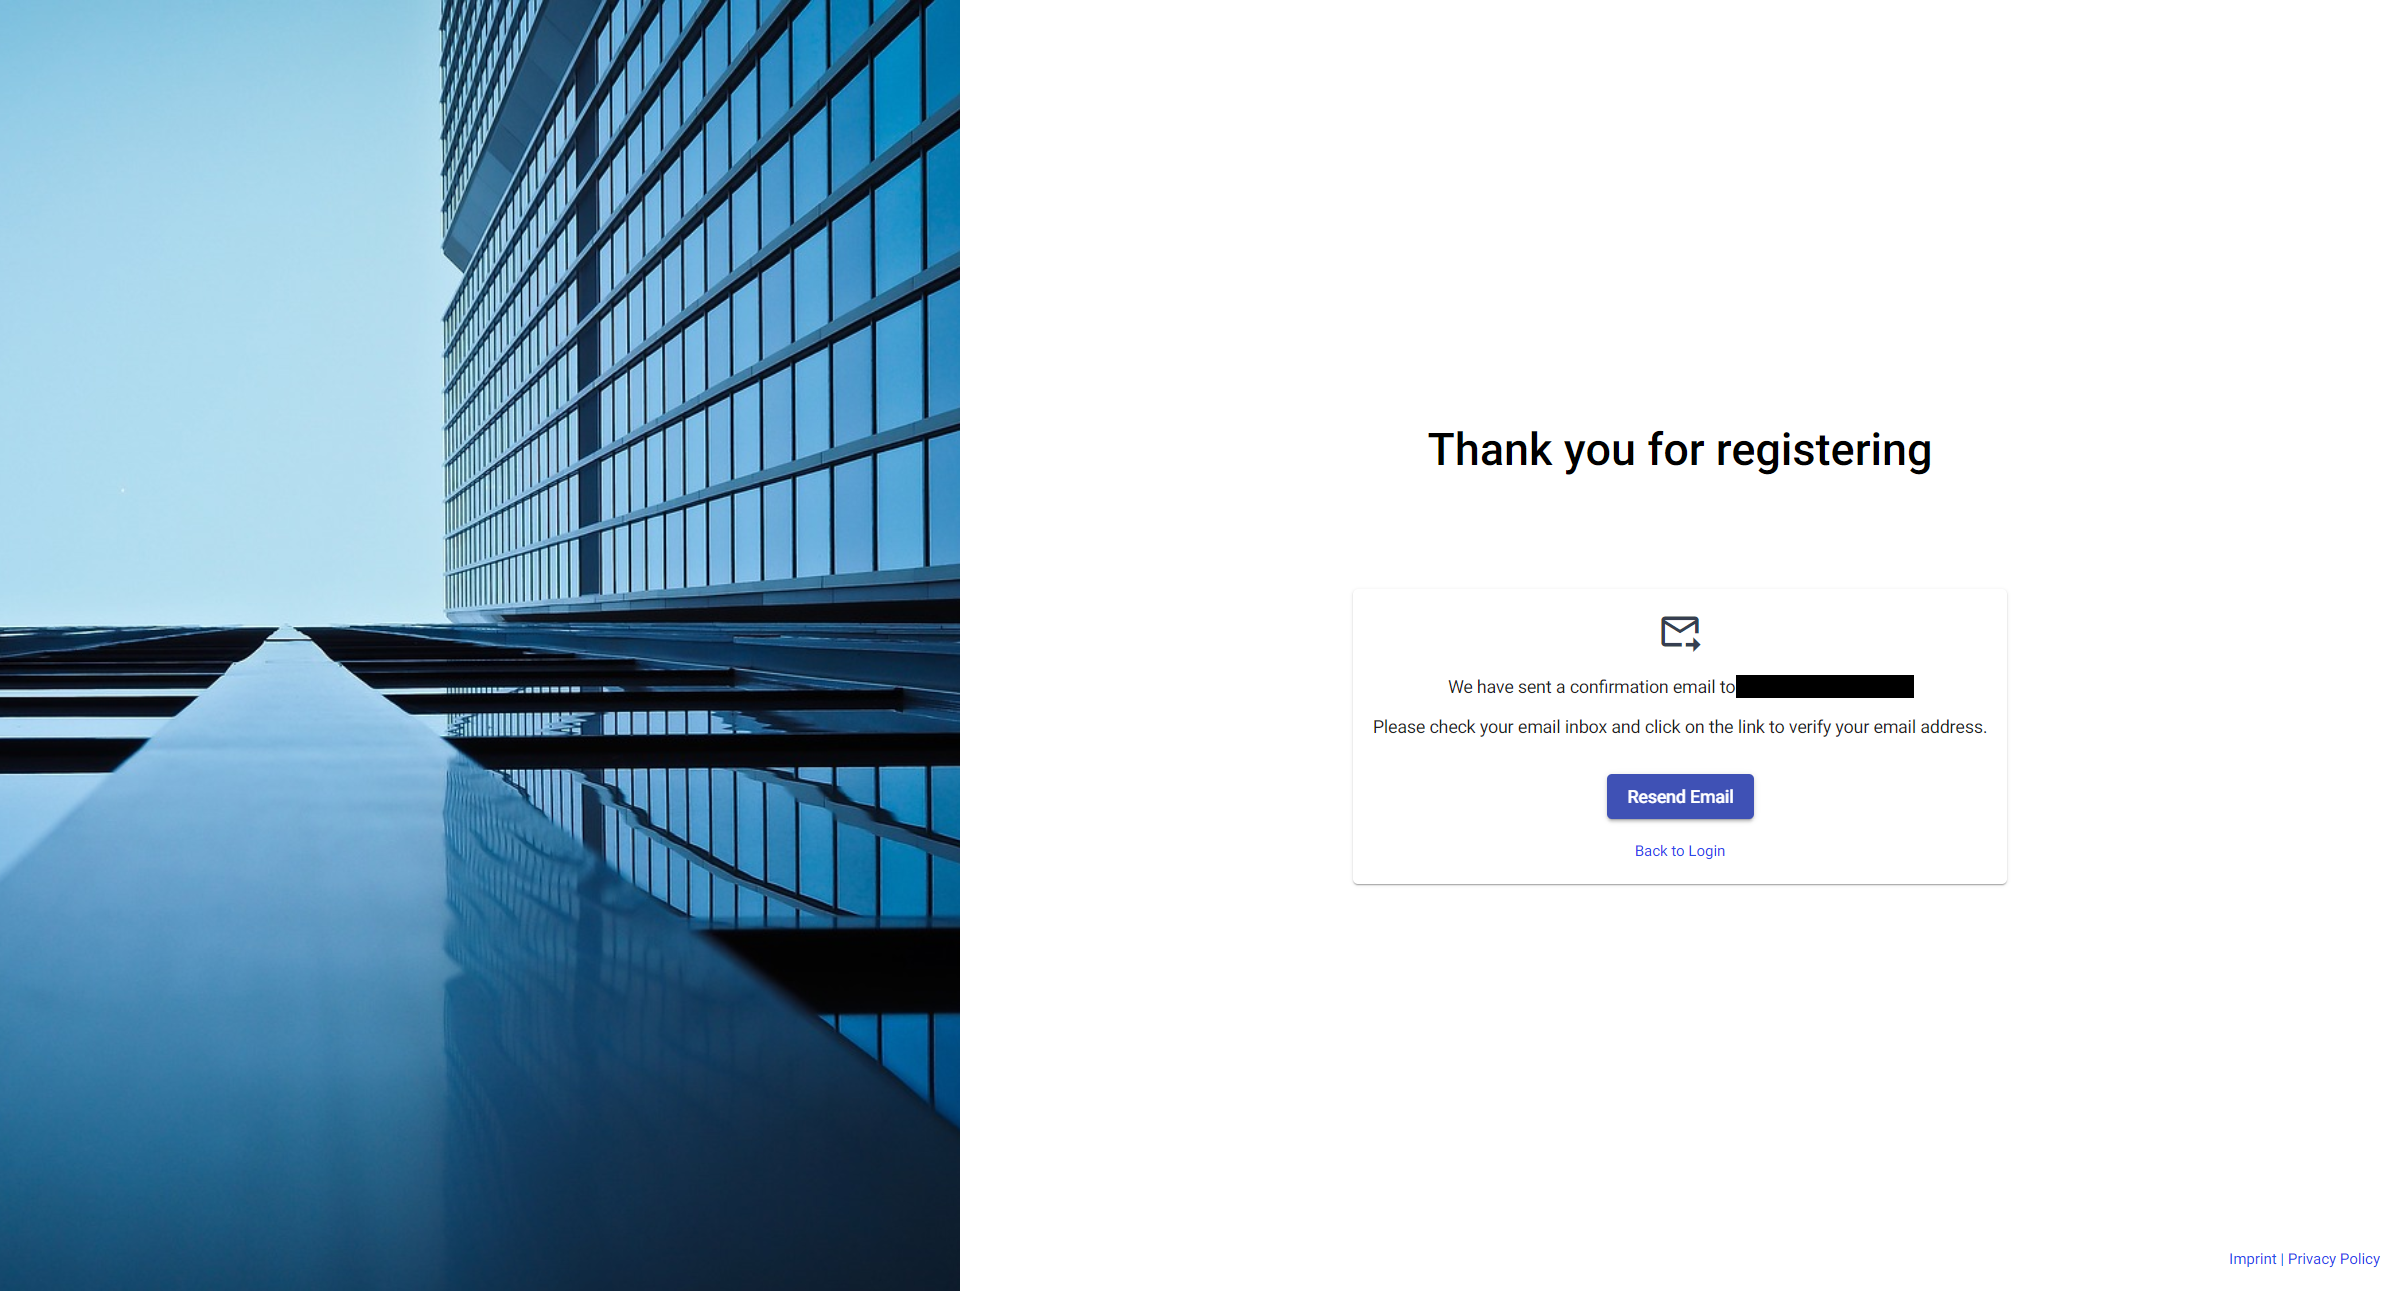 Thank you for registering
We have sent a confirmation email to
Please check your email inbox and click on the link to verify your email address.
Resend Email
Back to Login
Imprint | Privacy Policy